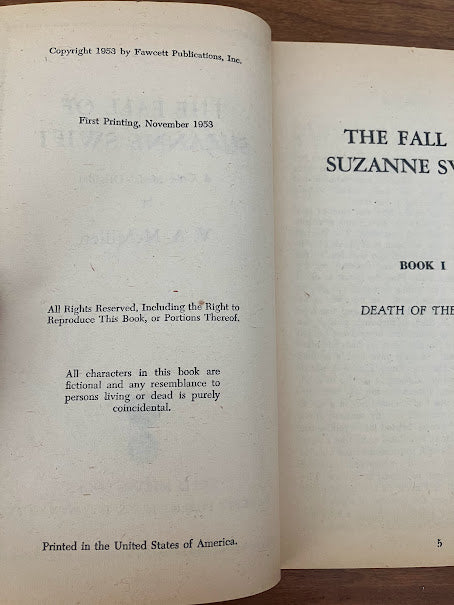 Copyright 1953 by Fawcett Publications, Inc.
First Printing, November 1953
All Rights Reserved, Including the Right to
Reproduce This Book, or Portions Thereof.
All characters in this book are
fictional and any resemblance to
persons living or dead is purely
coincidental.
Printed in the United States of America.
THE FALL
SUZANNE
BOOK I
DEATH OF THE
5